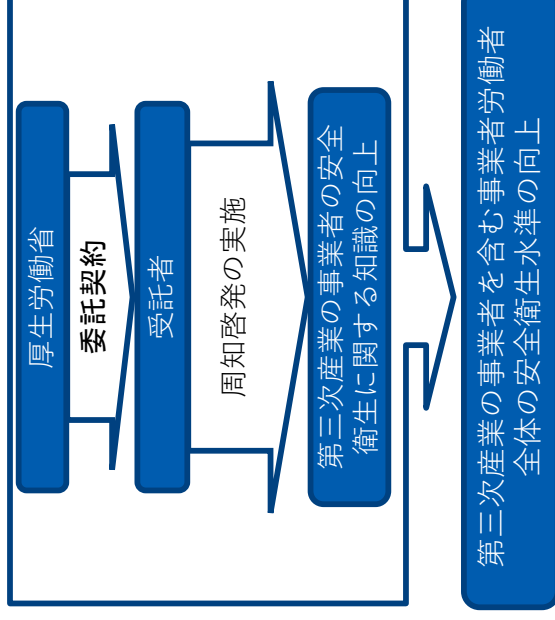 厚生労働省
委託契約
受託者
周知啓発の実施
第三次産業の事業者の安全
衛生に関する知識の向上
第三次産業の事業者を含む事業者労働者
全体の安全衛生水準の向上